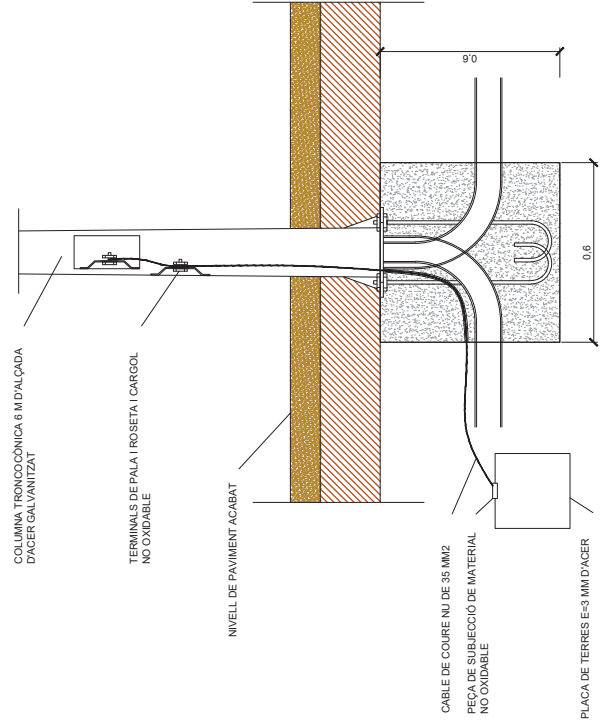 COLUMNA TRONCOCÒNICA 6 M D'ALÇADA
D'ACER GALVANITZAT
TERMINALS DE PALA I ROSETA I CARGOL
NO OXIDABLE
NIVELL DE PAVIMENT ACABAT
CABLE DE COURE NU DE 35 MM2
PEÇA DE SUBJECCIÓ DE MATERIAL
NO OXIDABLE
PLACA DE TERRES E=3 MM D'ACER
0,6
0,6